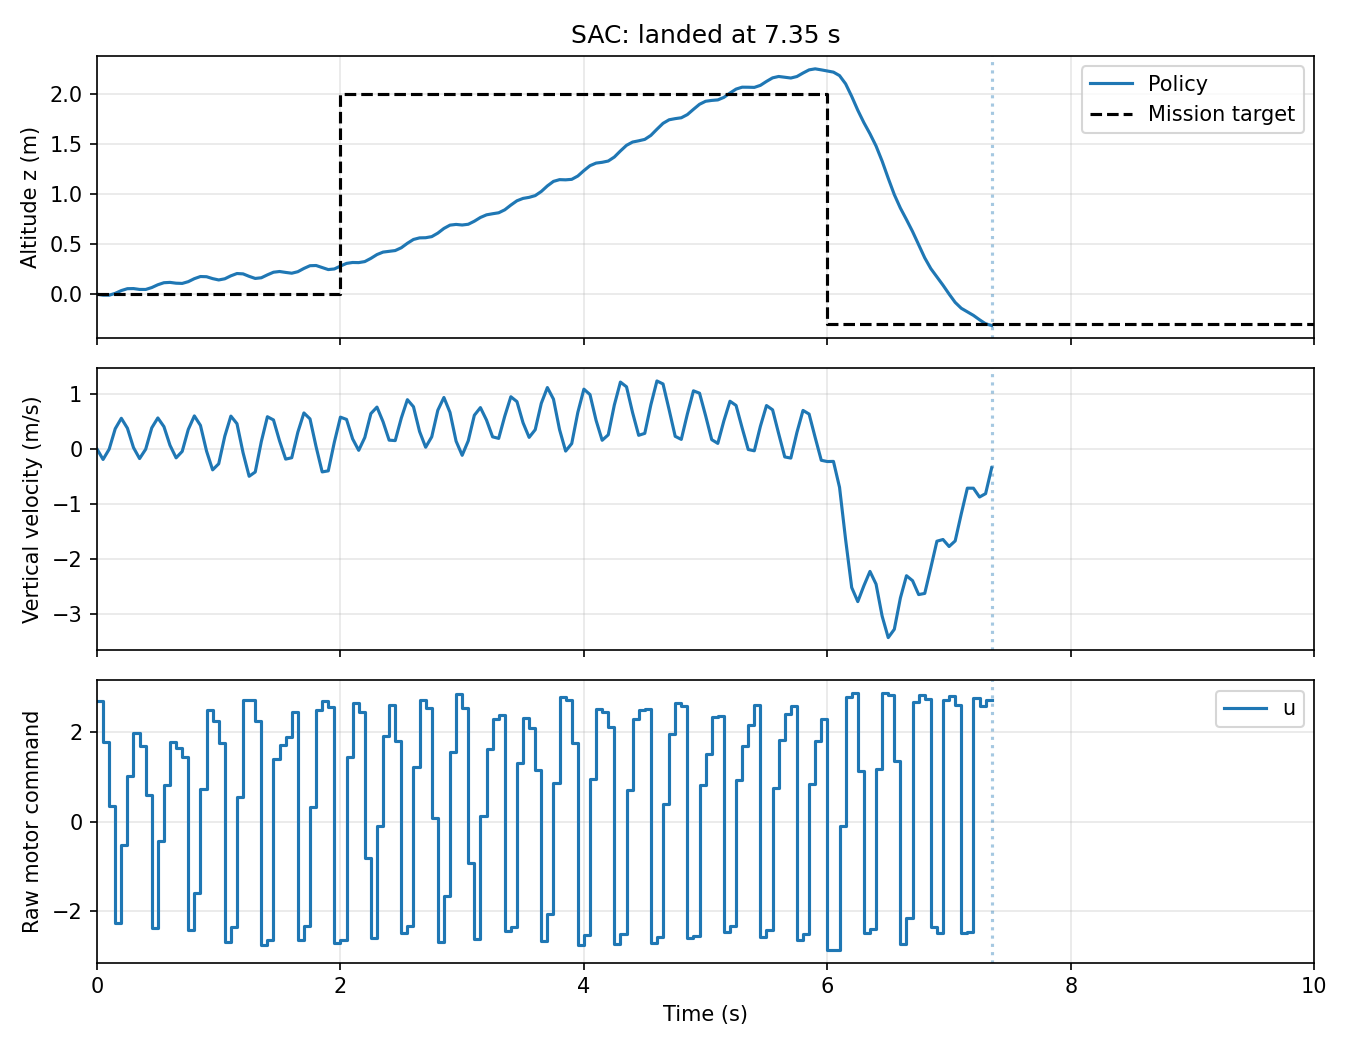 SAC: landed at 7.35 s
Altitude z (m)
2.0
1.5
1.0
0.5
0.0
Policy
Mission target
Vertical velocity (m/s)
1
0
−1
−2
−3
Raw motor command
2
0
−2
u
0 2 4 6 8 10
Time (s)